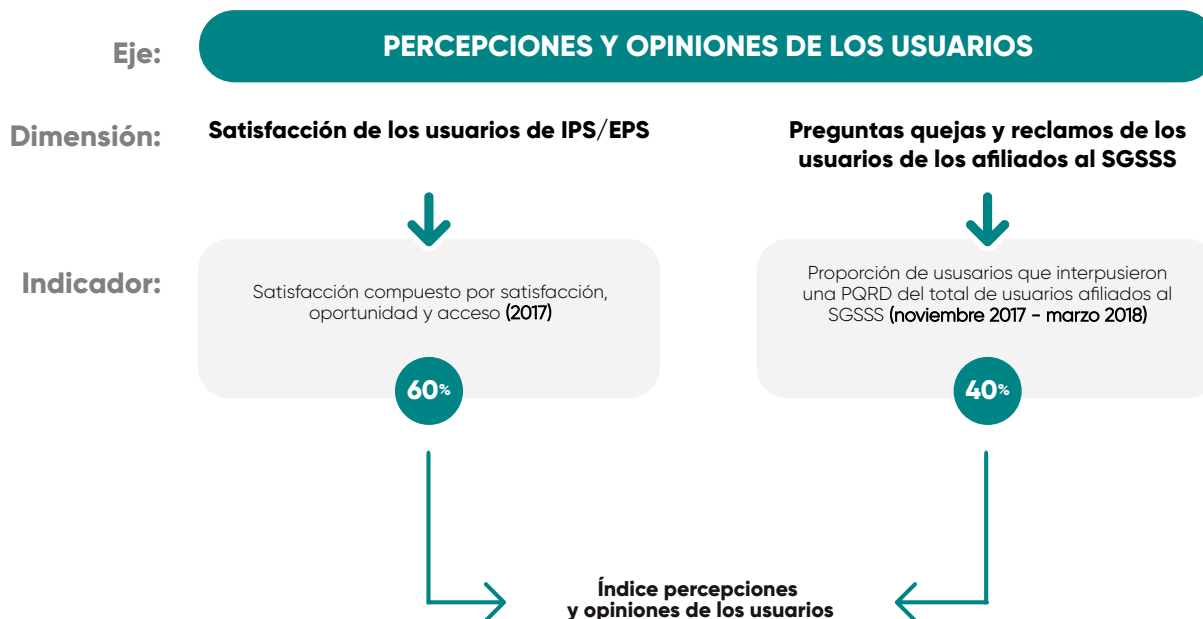 Eje:
PERCEPCIONES Y OPINIONES DE LOS USUARIOS
Dimensión:
Satisfacción de los usuarios de IPS/EPS
Preguntas quejas y reclamos de los
usuarios de los afiliados al SGSSS
Indicador:
Satisfacción compuesto por satisfacción,
oportunidad y acceso (2017)
60%
Proporción de ususarios que interpusieron
una PQRD del total de usuarios afiliados al
SGSSS (noviembre 2017 - marzo 2018)
40%
Índice percepciones
y opiniones de los usuarios